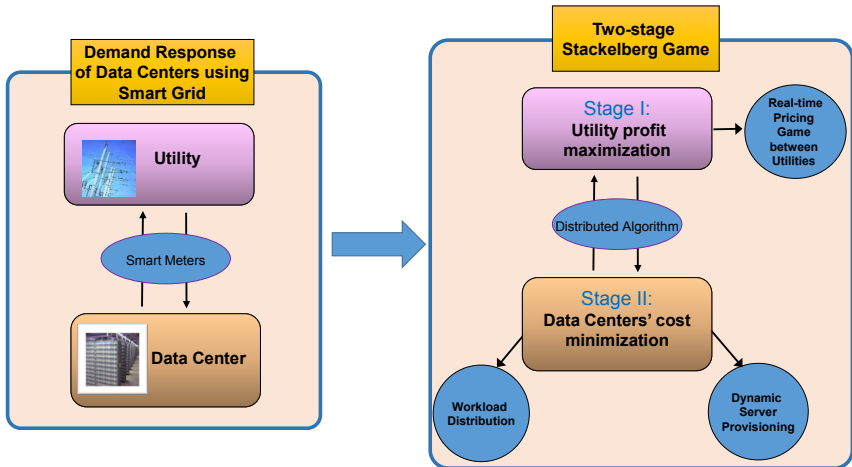 Demand Response
of Data Centers using
Smart Grid
Utility
Smart Meters
Data Center
Two-stage
Stackelberg Game
Stage I:
Utility profit
maximization
Real-time
Pricing
Game
between
Utilities
Distributed Algorithm
Stage II:
Data Centers' cost
minimization
Workload
Distribution
Dynamic
Server
Provisioning